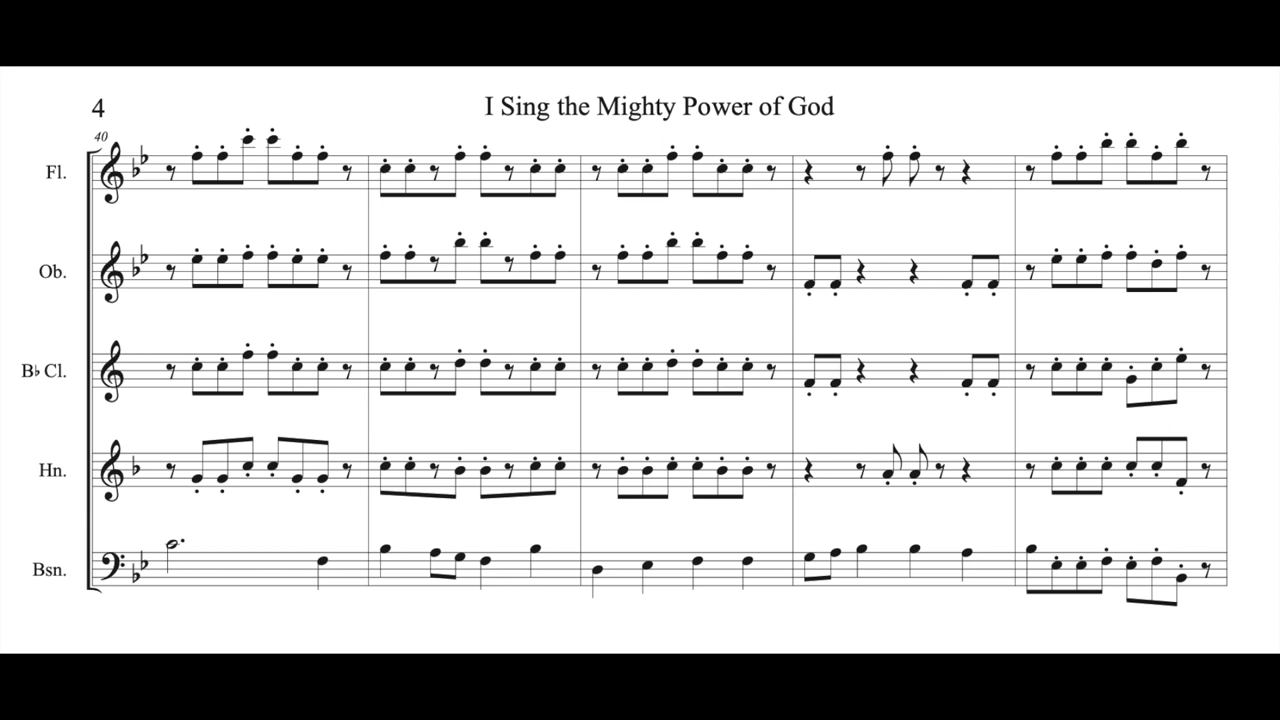 4
I Sing the Mighty Power of God
40
Fl.
Ob.
B♭ Cl.
Hn.
Bsn.